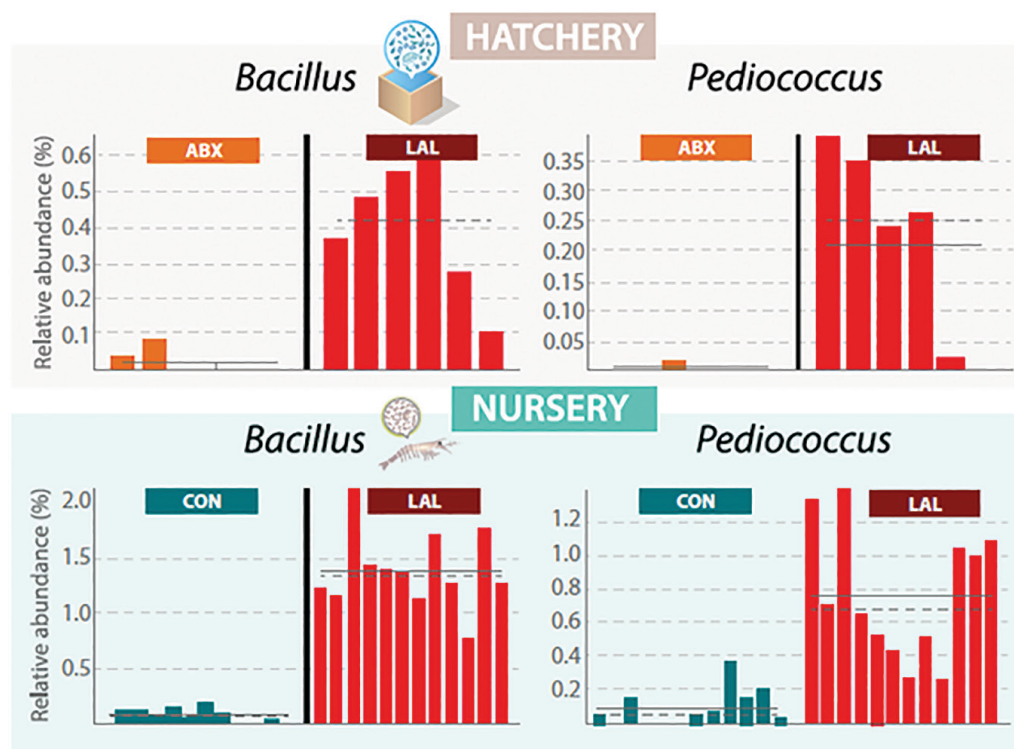 HATCHERY
Bacillus
Pediococcus
Relative abundance (%)
0.6
0.5
0.4
0.3
0.2
0.1
ABX
LAL
0.35
0.30
0.25
0.20
0.15
0.10
0.05
ABX
LAL
NURSERY
Bacillus
Pediococcus
Relative abundance (%)
2.0
1.5
1.0
0.5
CON
LAL
1.2
1.0
0.8
0.6
0.4
0.2
CON
LAL